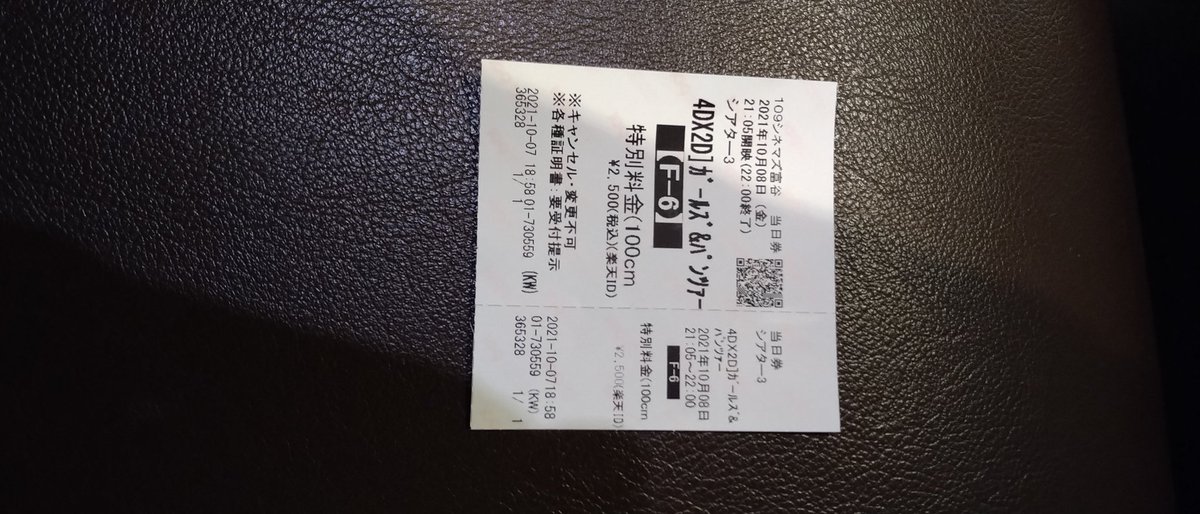 109シネマズ富谷 当日券
2021年10月08日 (金)
21:05開映(22:00終了)
シアター3
4DX2D]ガールズ&パンツァー
(F-6)
特別料金(100cm
¥2,500(税込)(楽天ID)
※キャンセル・変更不可
※各種証明書:要受付提示
2021-10-07 18:58 01-730559 (KW)
365328 1/ 1
当日券
シアター3
4DX2D]ガールズ&
パンツァー
2021年10月08日
21:05~22:00
F-6
特別料金(100cm
¥2,500(楽天ID)
2021-10-07 18:58
01-730559 (KW)
365328 1/ 1